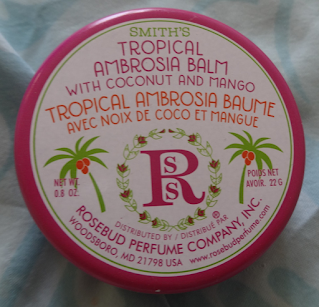 SMITH'S
TROPICAL
AMBROSIA BALM
WITH COCONUT AND MANGO
TROPICAL AMBROSIA BAUME
AVEC NOIX DE COCO ET MANGUE
NET WT.
0.8 OZ.
R
S
S
®
POIDS NET
AVOIR. 22 G
DISTRIBUTED BY / DISTRIBUÉ PAR
ROSEBUD PERFUME COMPANY, INC.
WOODSBORO, MD 21798 USA www.rosebudperfume.com